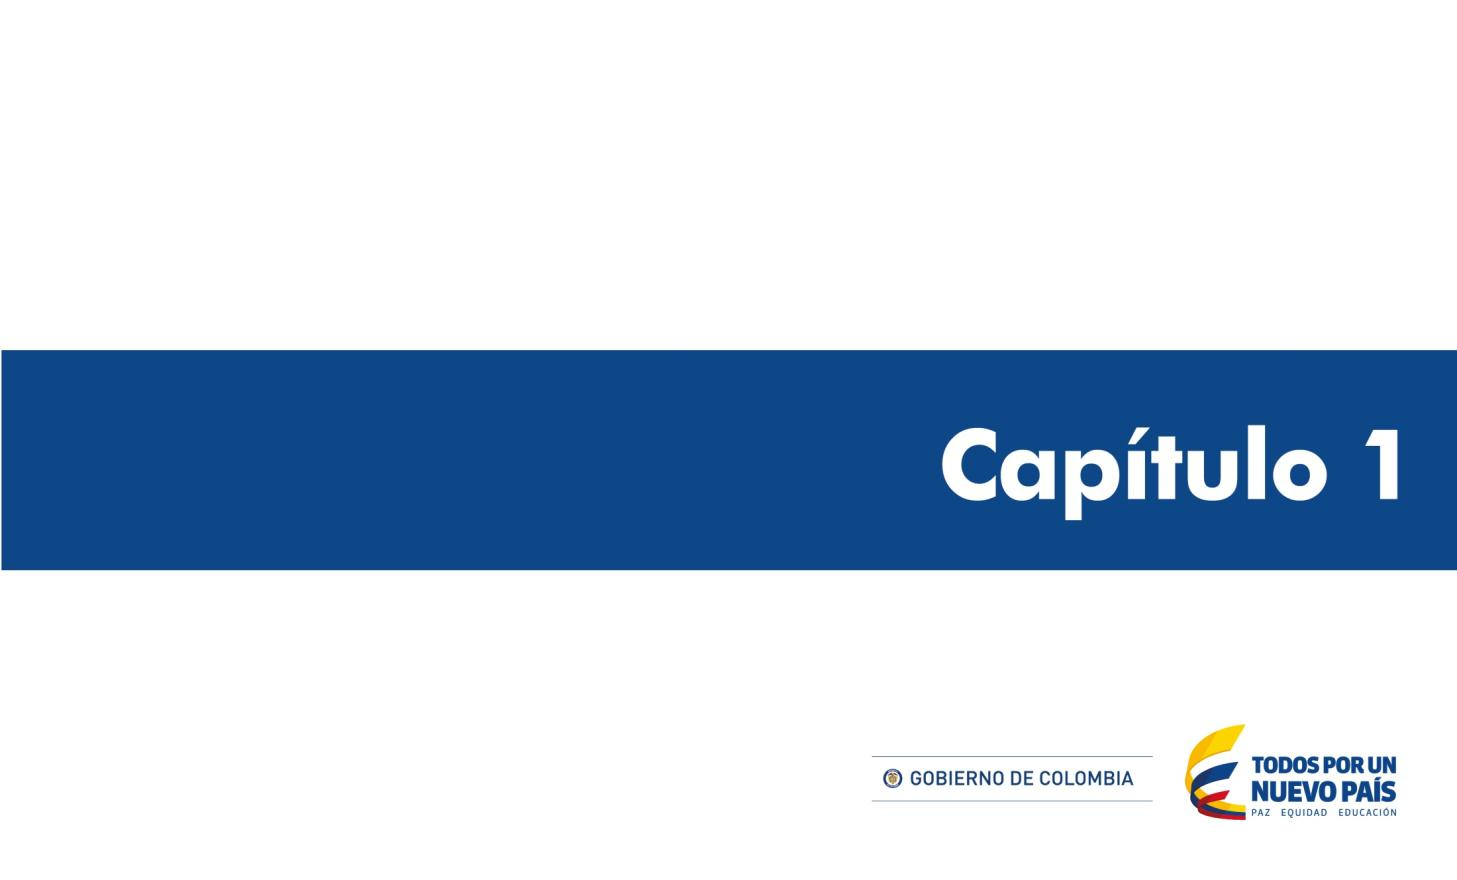 Capítulo 1
GOBIERNO DE COLOMBIA
TODOS POR UN
NUEVO PAÍS
PAZ EQUIDAD EDUCACIÓN